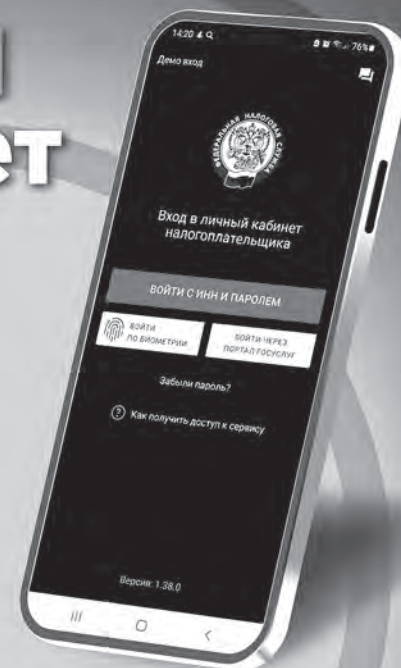 ет
14:20
76%
Демо вход
ФЕДЕРАЛЬНАЯ НАЛОГОВАЯ СЛУЖБА
Вход в личный кабинет
налогоплательщика
ВОЙТИ С ИНН И ПАРОЛЕМ
ВОЙТИ
ПО БИОМЕТРИИ
ВОЙТИ ЧЕРЕЗ
ПОРТАЛ ГОСУСЛУГ
Забыли пароль?
Как получить доступ к сервису
Версия: 1.38.0